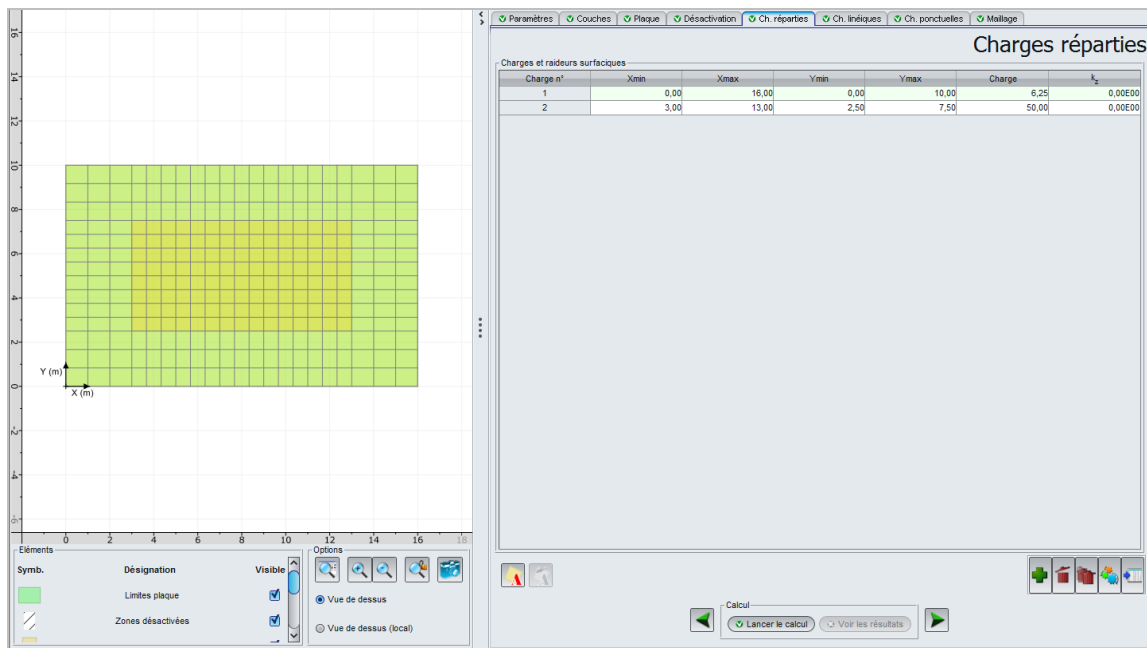 Paramètres Couches Plaque Désactivation Ch. réparties Ch. linéiques Ch. ponctuelles Maillage
Charges réparties
Charges et raideurs surfaciques
Charge n° Xmin Xmax Ymin Ymax Charge kz
1 0,00 16,00 0,00 10,00 6,25 0,00E00
2 3,00 13,00 2,50 7,50 50,00 0,00E00
16
14
12
10
8
6
4
2
0
-2
-4
-6
Y (m)
X (m)
0 2 4 6 8 10 12 14 16 18
Eléments
Symb. Désignation Visible
Limites plaque
Zones désactivées
Options
Vue de dessus
Vue de dessus (local)
Calcul
Lancer le calcul Voir les résultats